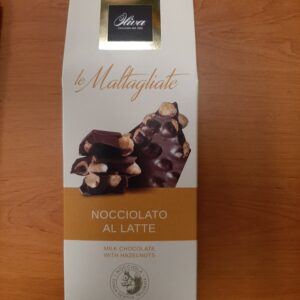 Oliva
le Maltagliate
NOCCIOLATO
AL LATTE
MILK CHOCOLATE
WITH HAZELNUTS